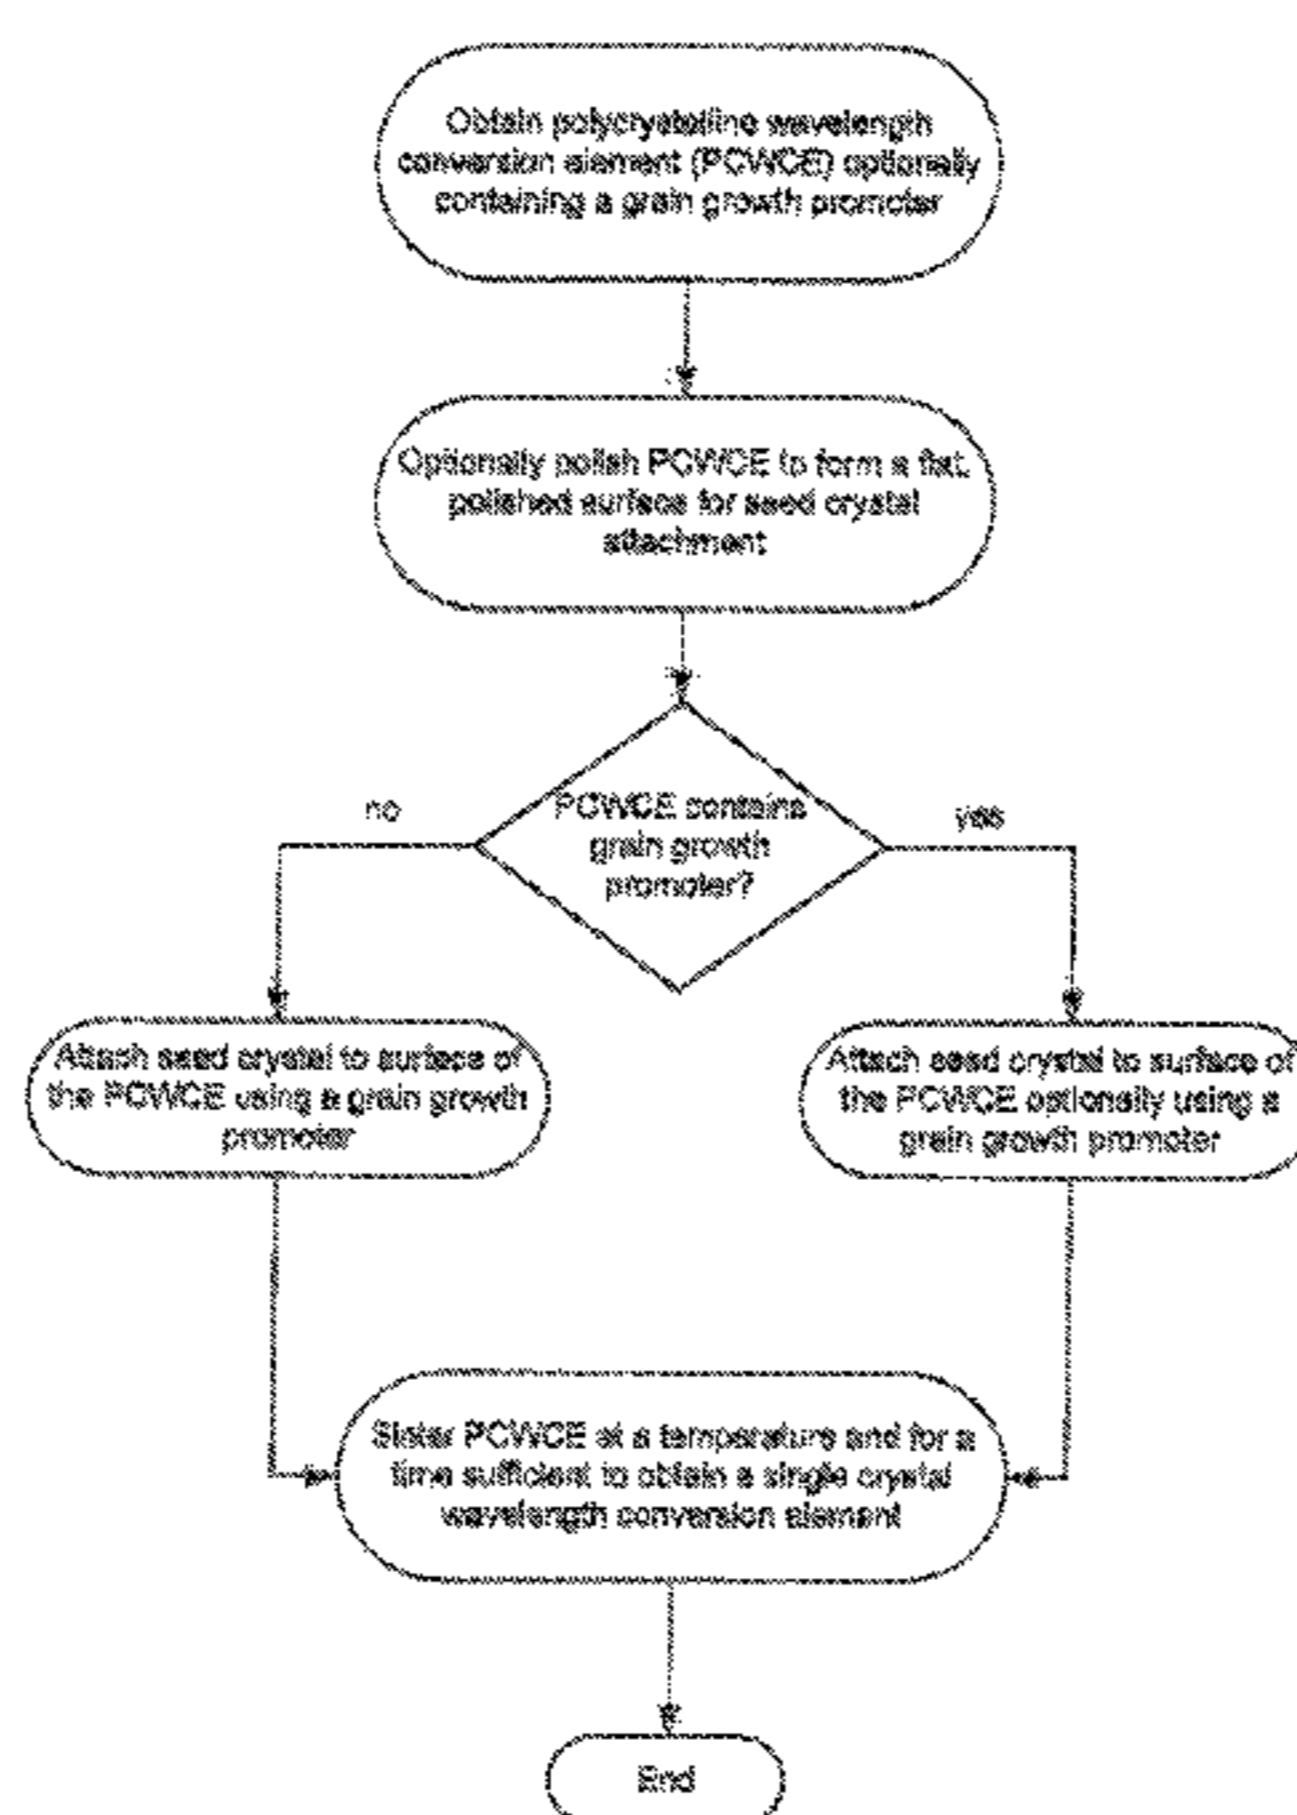 Obtain polycrystalline wavelength
conversion element (PCWCE) optionally
containing a grain growth promoter
Optionally polish PCWCE to form a flat,
polished surface for seed crystal
attachment
PCWCE contains
grain growth
promoter?
no
yes
Attach seed crystal to surface of
the PCWCE using a grain growth
promoter
Attach seed crystal to surface of
the PCWCE optionally using a
grain growth promoter
Sinter PCWCE at a temperature and for a
time sufficient to obtain a single crystal
wavelength conversion element
End